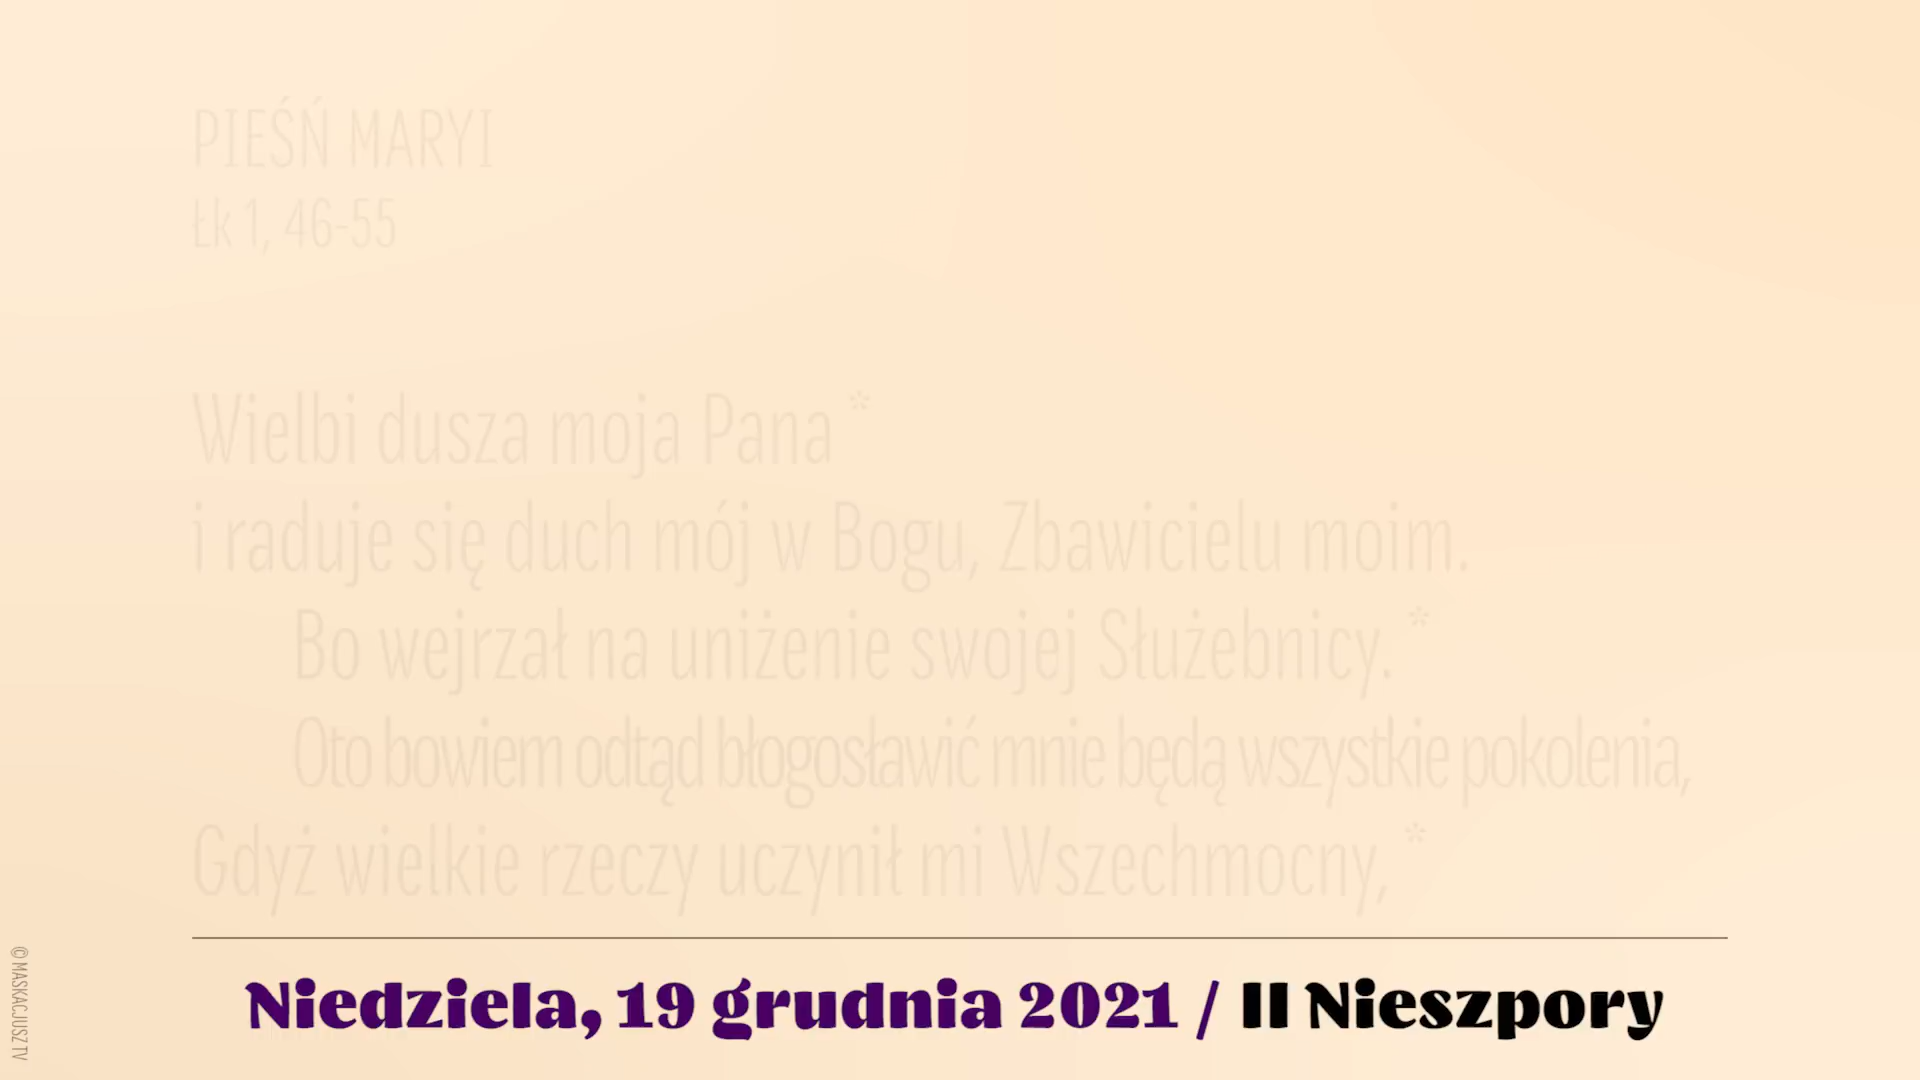 PIEŚŃ MARYI
Łk 1, 46-55
Wielbi dusza moja Pana *
i raduje się duch mój w Bogu, Zbawicielu moim.
Bo wejrzał na uniżenie swojej Służebnicy. *
Oto bowiem odtąd błogosławić mnie będą wszystkie pokolenia,
Gdyż wielkie rzeczy uczynił mi Wszechmocny, *
Niedziela, 19 grudnia 2021 / II Nieszpory
© MASKACJUSZ TV